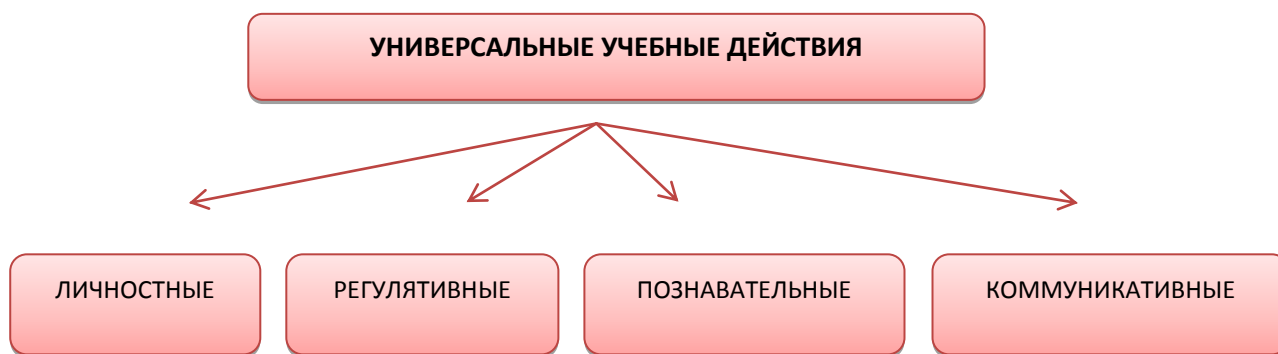 УНИВЕРСАЛЬНЫЕ УЧЕБНЫЕ ДЕЙСТВИЯ
ЛИЧНОСТНЫЕ
РЕГУЛЯТИВНЫЕ
ПОЗНАВАТЕЛЬНЫЕ
КОММУНИКАТИВНЫЕ